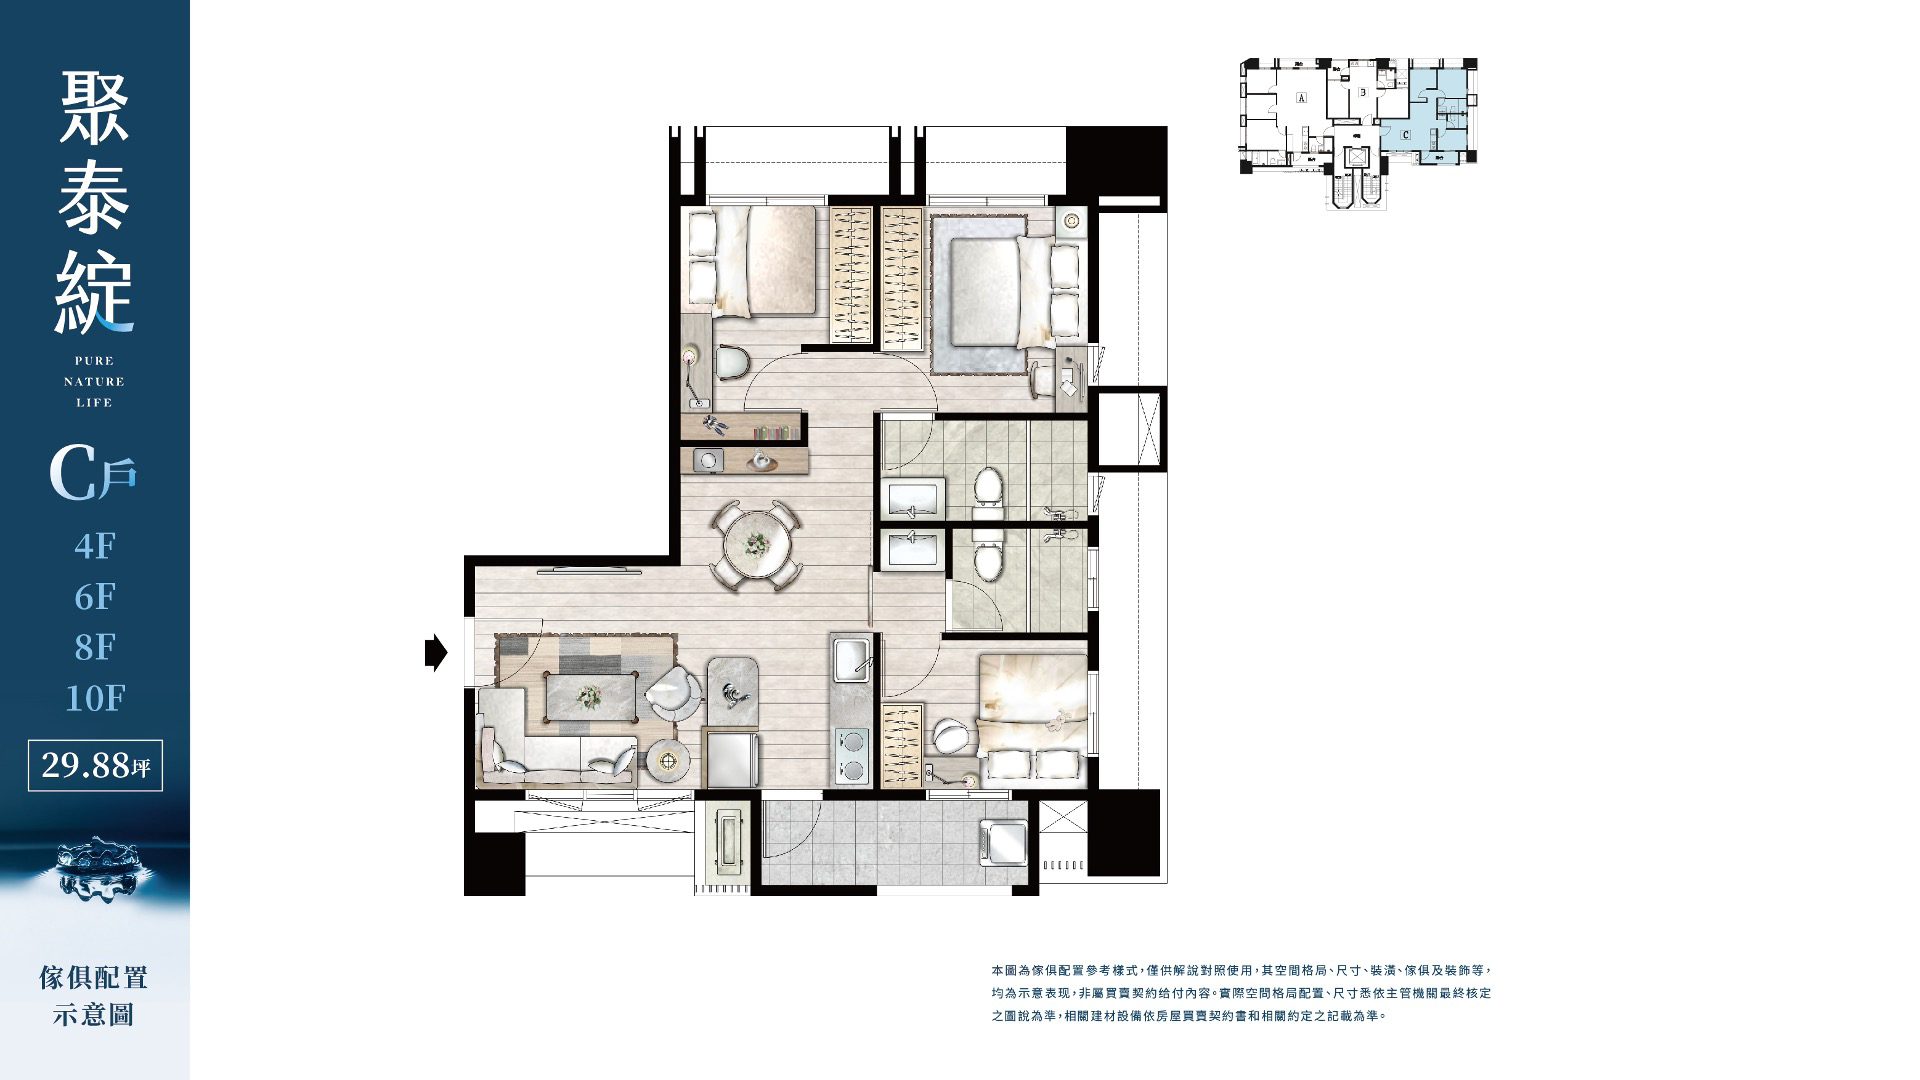 聚泰綻
PURE
NATURE
LIFE
C戶
4F
6F
8F
10F
29.88坪
傢俱配置
示意圖
A
B
C
本圖為傢俱配置參考樣式，僅供解說對照使用，其空間格局、尺寸、裝潢、傢俱及裝飾等，
均為示意表現，非屬買賣契約給付內容。實際空間格局配置、尺寸悉依主管機關最終核定
之圖說為準，相關建材設備依房屋買賣契約書和相關約定之記載為準。